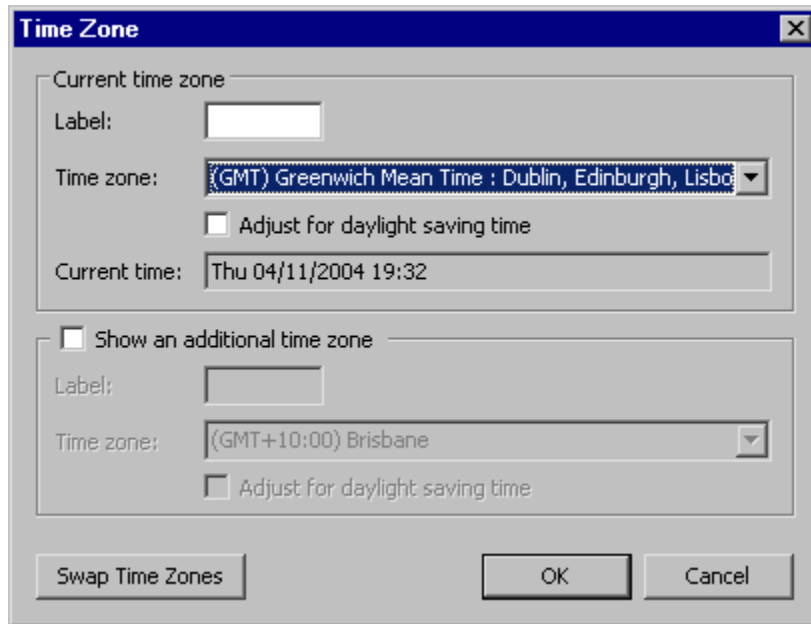 Time Zone
Current time zone
Label:
Time zone: (GMT) Greenwich Mean Time : Dublin, Edinburgh, Lisbo
Adjust for daylight saving time
Current time: Thu 04/11/2004 19:32
Show an additional time zone
Label:
Time zone: (GMT+10:00) Brisbane
Adjust for daylight saving time
Swap Time Zones OK Cancel